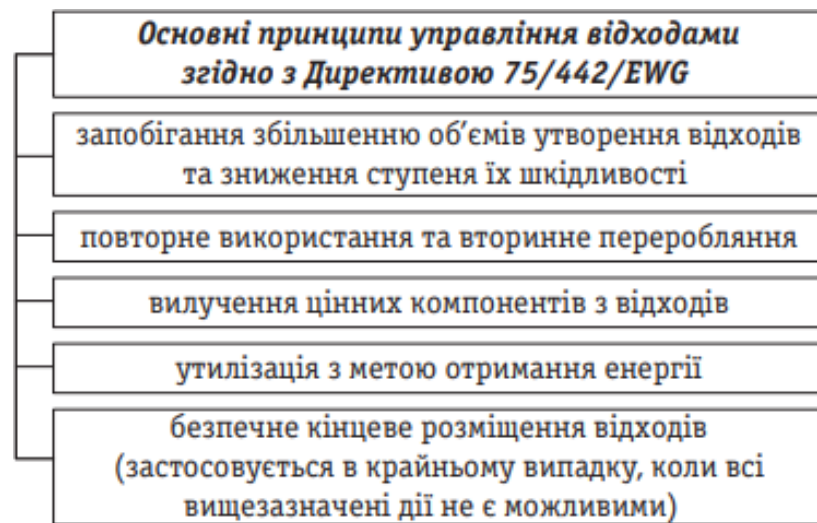 Основні принципи управління відходами
згідно з Директивою 75/442/EWG
запобігання збільшенню об’ємів утворення відходів
та зниження ступеня їх шкідливості
повторне використання та вторинне переробляння
вилучення цінних компонентів з відходів
утилізація з метою отримання енергії
безпечне кінцеве розміщення відходів
(застосовується в крайньому випадку, коли всі
вищезазначені дії не є можливими)